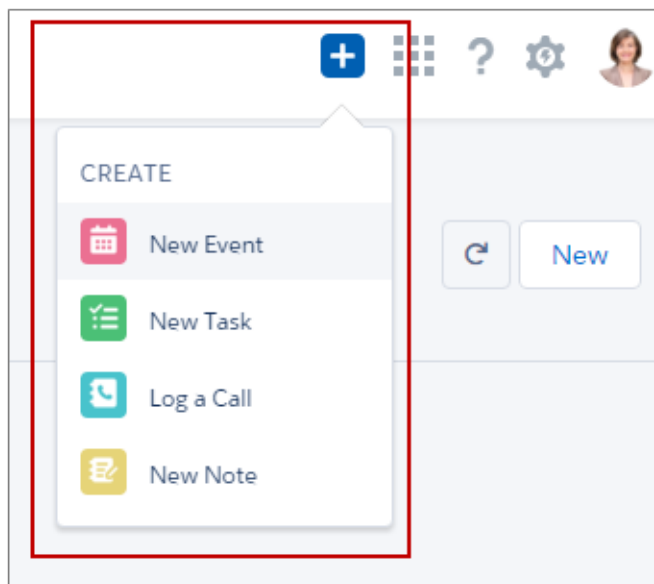 ?
CREATE
New Event
New
New Task
Log a Call
New Note